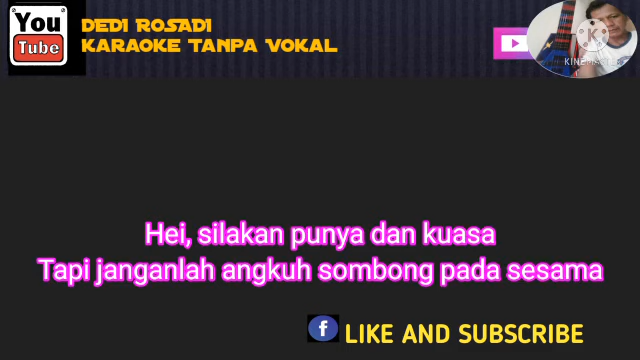 You
Tube
DEDI ROSADI
KARAOKE TANPA VOKAL
Hei, silakan punya dan kuasa
Tapi janganlah angkuh sombong pada sesama
f LIKE AND SUBSCRIBE